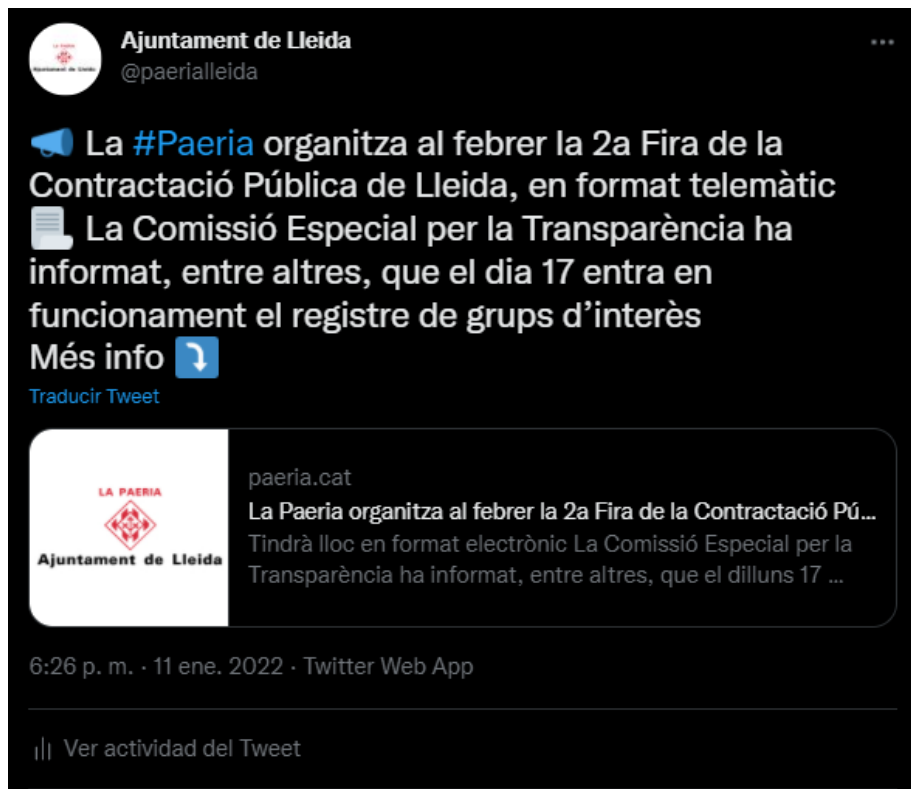 Ajuntament de Lleida
@paerialleida
La #Paeria organitza al febrer la 2a Fira de la
Contractació Pública de Lleida, en format telemàtic
La Comissió Especial per la Transparència ha
informat, entre altres, que el dia 17 entra en
funcionament el registre de grups d'interès
Més info
Traducir Tweet
LA PAERIA
Ajuntament de Lleida
paeria.cat
La Paeria organitza al febrer la 2a Fira de la Contractació Pú...
Tindrà lloc en format electrònic La Comissió Especial per la
Transparència ha informat, entre altres, que el dilluns 17 ...
6:26 p. m. · 11 ene. 2022 · Twitter Web App
Ver actividad del Tweet